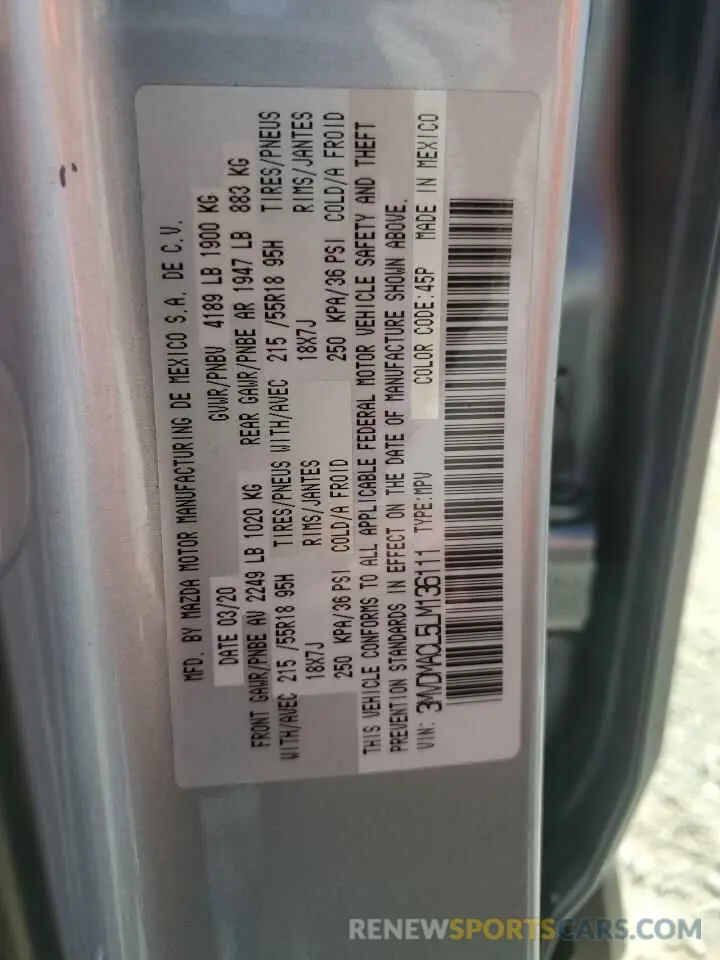 MFD. BY MAZDA MOTOR MANUFACTURING DE MEXICO S.A. DE C.V.
DATE 03/20 GVWR/PNBV 4189 LB 1900 KG
FRONT GAWR/PNBE AV 2249 LB 1020 KG REAR GAWR/PNBE AR 1947 LB 883 KG
WITH/AVEC 215 /55R18 95H TIRES/PNEUS WITH/AVEC 215 /55R18 95H TIRES/PNEUS
18X7J RIMS/JANTES 18X7J RIMS/JANTES
250 KPA/36 PSI COLD/A FROID 250 KPA/36 PSI COLD/A FROID
THIS VEHICLE CONFORMS TO ALL APPLICABLE FEDERAL MOTOR VEHICLE SAFETY AND THEFT
PREVENTION STANDARDS IN EFFECT ON THE DATE OF MANUFACTURE SHOWN ABOVE.
VIN: 3MVDMACL5LM136111 TYPE:MPV COLOR CODE:45P MADE IN MEXICO
RENEWSPORTSCARS.COM